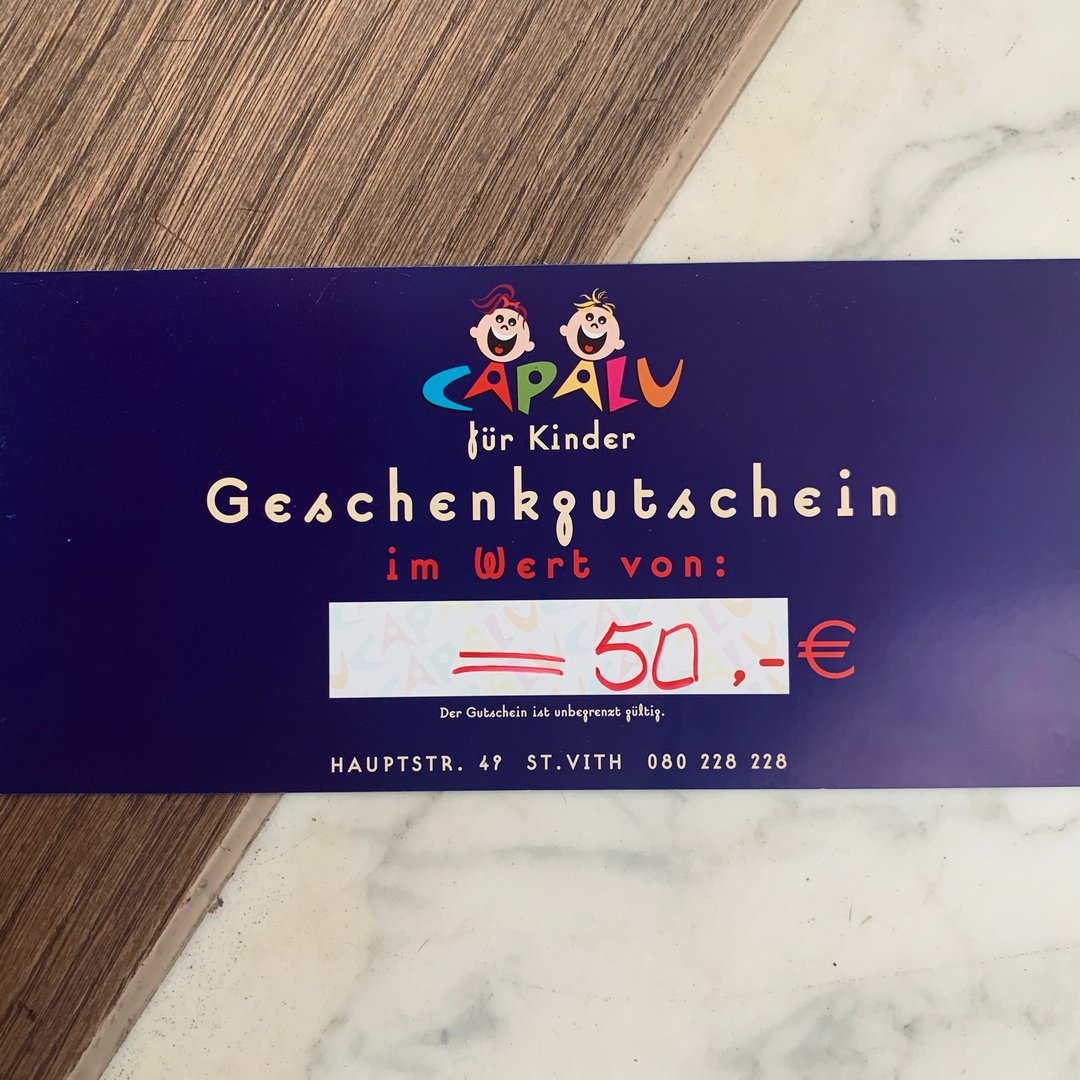 CAPALU
für Kinder
Geschenkgutschein
im Wert von:
= 50,- €
Der Gutschein ist unbegrenzt gültig.
HAUPTSTR. 49 ST.VITH 080 228 228